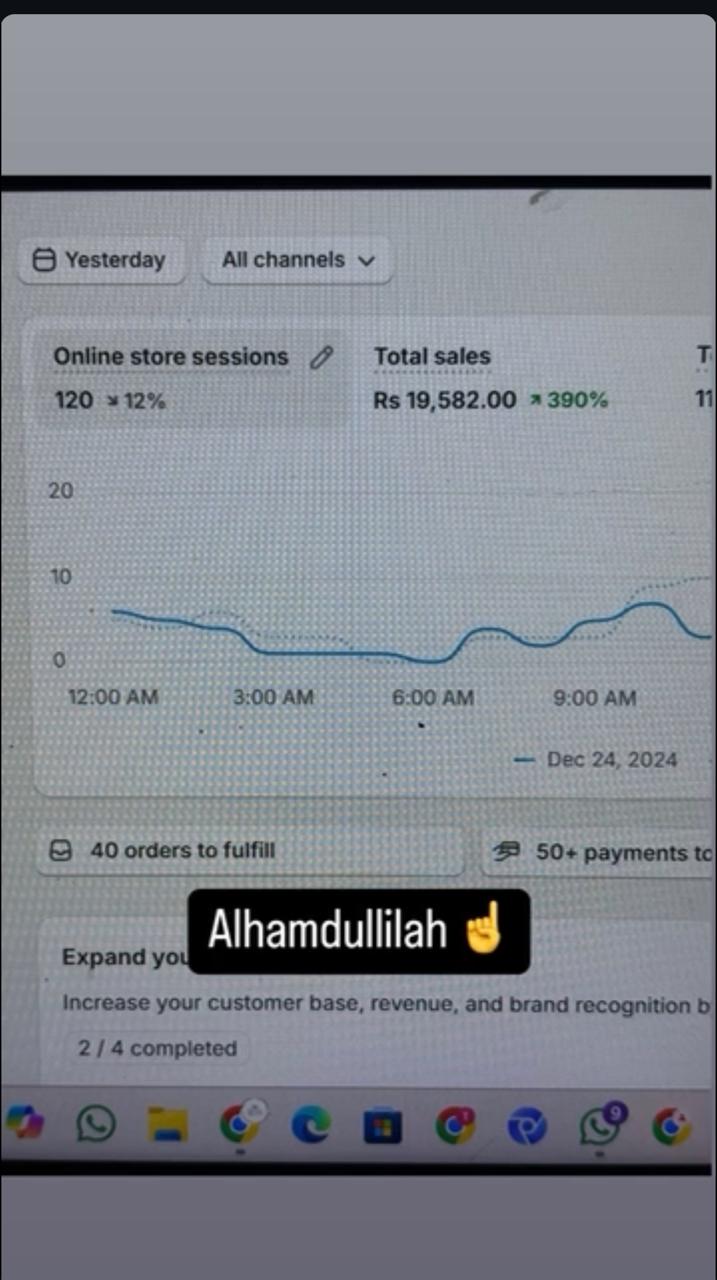 Yesterday All channels
Online store sessions Total sales
120 ↘ 12% Rs 19,582.00 ↗ 390% 11
20
10
0
12:00 AM 3:00 AM 6:00 AM 9:00 AM
Dec 24, 2024
40 orders to fulfill 50+ payments to
Alhamdullilah ☝️
Expand you
Increase your customer base, revenue, and brand recognition b
2 / 4 completed
9